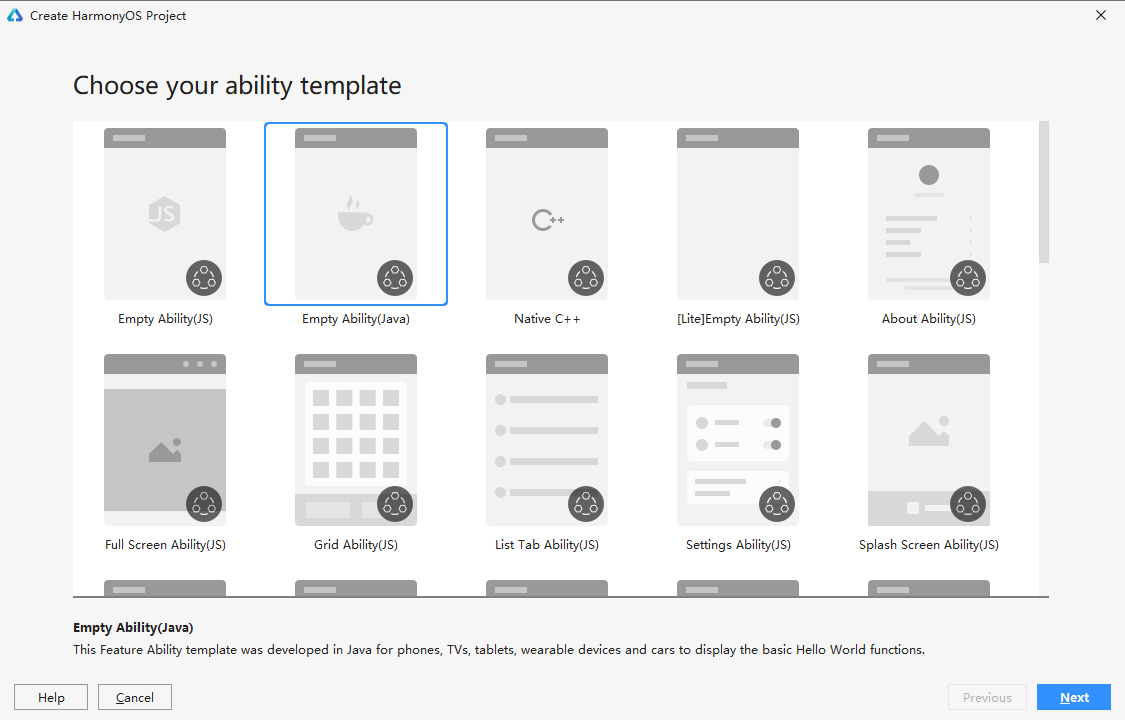 Create HarmonyOS Project
Choose your ability template
JS
C++
Empty Ability(JS)
Empty Ability(Java)
Native C++
[Lite]Empty Ability(JS)
About Ability(JS)
Full Screen Ability(JS)
Grid Ability(JS)
List Tab Ability(JS)
Settings Ability(JS)
Splash Screen Ability(JS)
Empty Ability(Java)
This Feature Ability template was developed in Java for phones, TVs, tablets, wearable devices and cars to display the basic Hello World functions.
Help
Cancel
Previous
Next